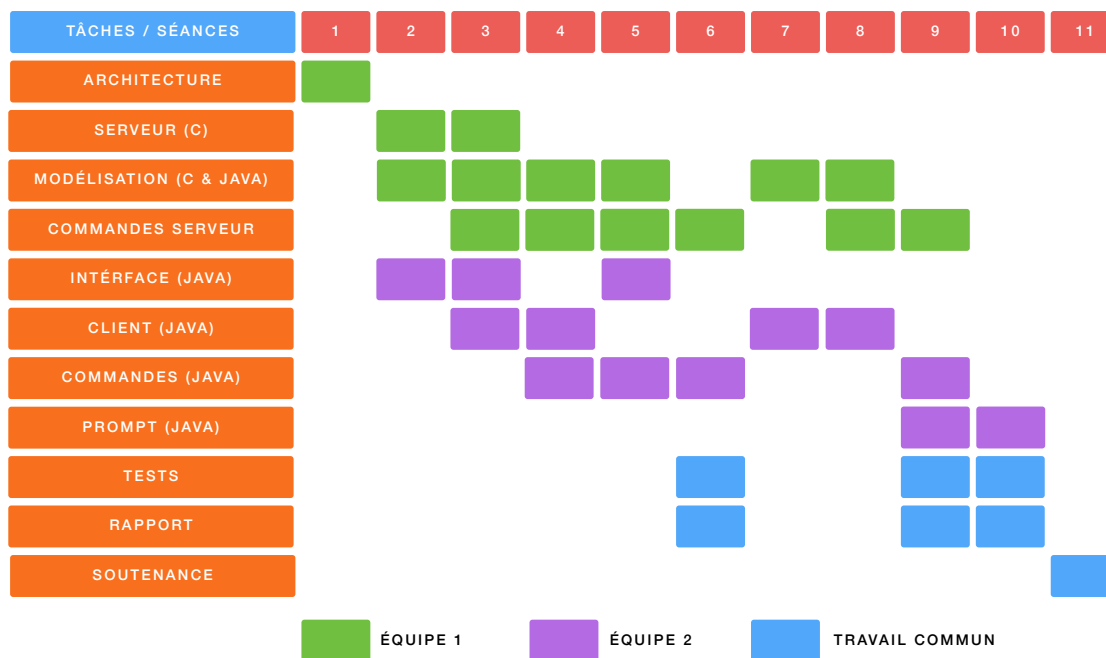 TÂCHES / SÉANCES 1 2 3 4 5 6 7 8 9 10 11
ARCHITECTURE
SERVEUR (C)
MODÉLISATION (C & JAVA)
COMMANDES SERVEUR
INTÉRFACE (JAVA)
CLIENT (JAVA)
COMMANDES (JAVA)
PROMPT (JAVA)
TESTS
RAPPORT
SOUTENANCE
ÉQUIPE 1 ÉQUIPE 2 TRAVAIL COMMUN